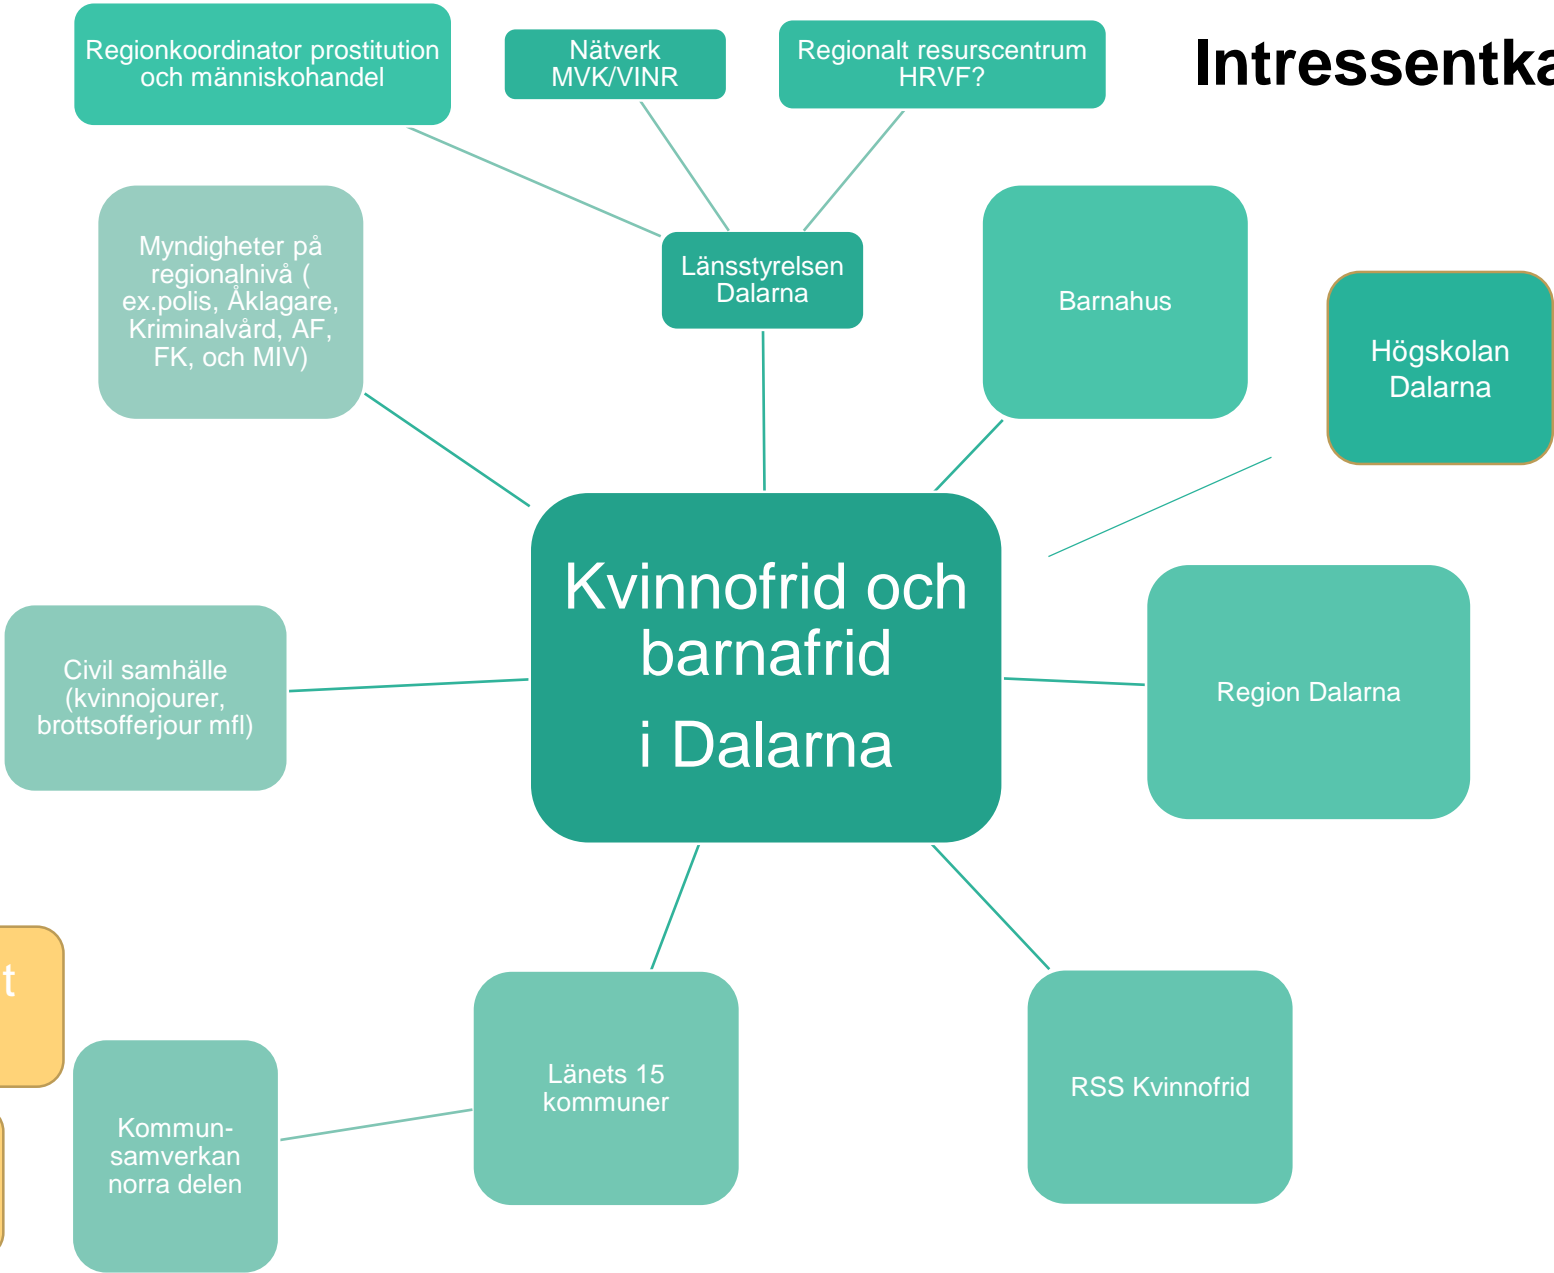 Regionkoordinator prostitution
och människohandel
Nätverk
MVK/VINR
Regionalt resurscentrum
HRVF?
Intressentka
Myndigheter på
regionalnivå (
ex.polis, Åklagare,
Kriminalvård, AF,
FK, och MIV)
Länsstyrelsen
Dalarna
Barnahus
Högskolan
Dalarna
Kvinnofrid och
barnafrid
i Dalarna
Civil samhälle
(kvinnojourer,
brottsofferjour mfl)
Region Dalarna
t
Länets 15
kommuner
RSS Kvinnofrid
Kommun-
samverkan
norra delen